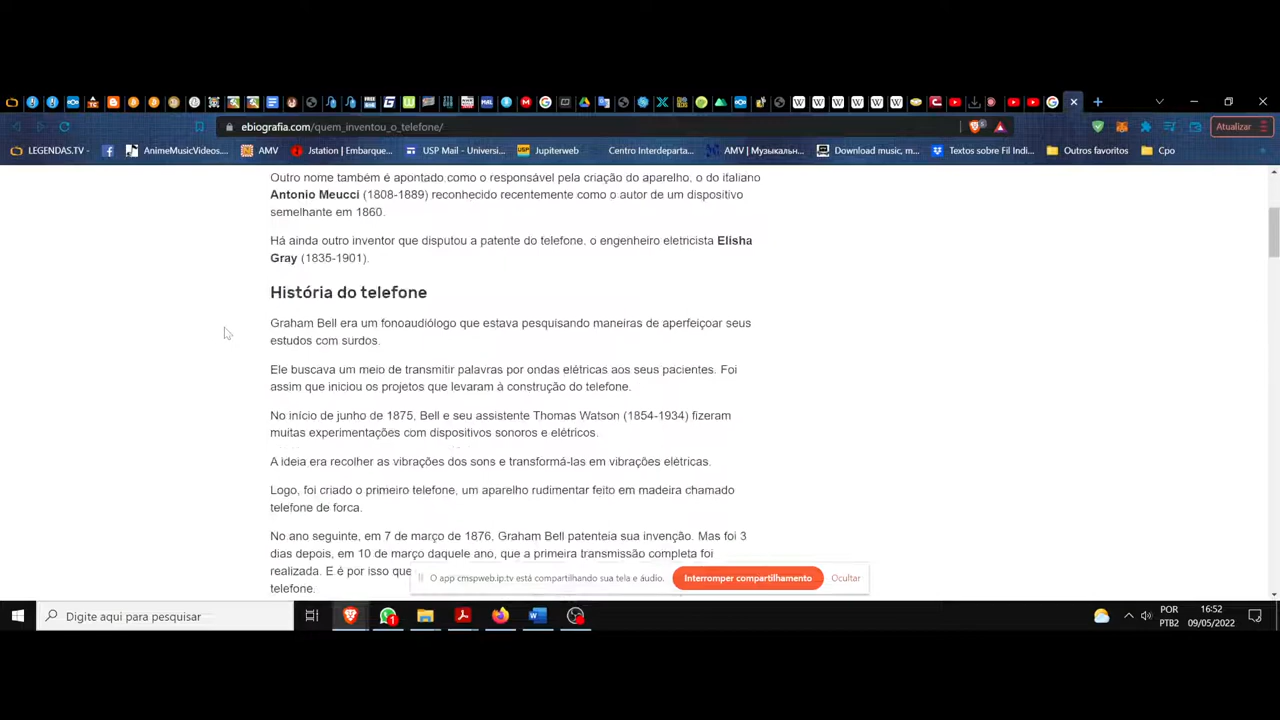 ebiografia.com/quem_inventou_o_telefone/
Atualizar
LEGENDAS.TV
AnimeMusicVideos...
AMV
Jstation | Embarque...
USP Mail - Universi...
Jupiterweb
Centro Interdeparta...
AMV | Музыкальн...
Download music, m...
Textos sobre Fil Indi...
Outros favoritos
Cpo
Outro nome também é apontado como o responsável pela criação do aparelho, o do italiano
Antonio Meucci (1808-1889) reconhecido recentemente como o autor de um dispositivo
semelhante em 1860.
Há ainda outro inventor que disputou a patente do telefone, o engenheiro eletricista Elisha
Gray (1835-1901).
História do telefone
Graham Bell era um fonoaudiólogo que estava pesquisando maneiras de aperfeiçoar seus
estudos com surdos.
Ele buscava um meio de transmitir palavras por ondas elétricas aos seus pacientes. Foi
assim que iniciou os projetos que levaram à construção do telefone.
No início de junho de 1875, Bell e seu assistente Thomas Watson (1854-1934) fizeram
muitas experimentações com dispositivos sonoros e elétricos.
A ideia era recolher as vibrações dos sons e transformá-las em vibrações elétricas.
Logo, foi criado o primeiro telefone, um aparelho rudimentar feito em madeira chamado
telefone de forca.
No ano seguinte, em 7 de março de 1876, Graham Bell patenteia sua invenção. Mas foi 3
dias depois, em 10 de março daquele ano, que a primeira transmissão completa foi
realizada. E é por isso que
telefone.
O app cmspweb.ip.tv está compartilhando sua tela e áudio.
Interromper compartilhamento
Ocultar
Digite aqui para pesquisar
POR
PTB2
16:52
09/05/2022